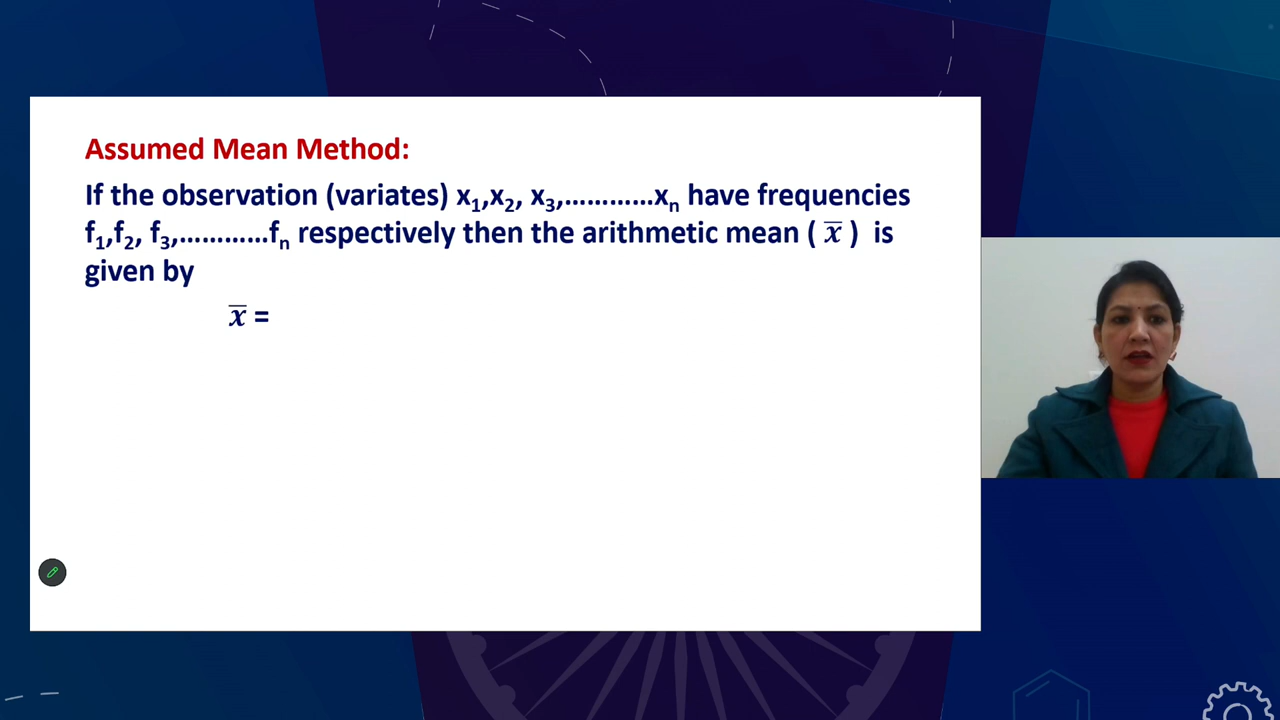 Assumed Mean Method:
If the observation (variates) x₁,x₂, x₃,…………xₙ have frequencies
f₁,f₂, f₃,…………fₙ respectively then the arithmetic mean ( x̅ ) is
given by
x̅ =